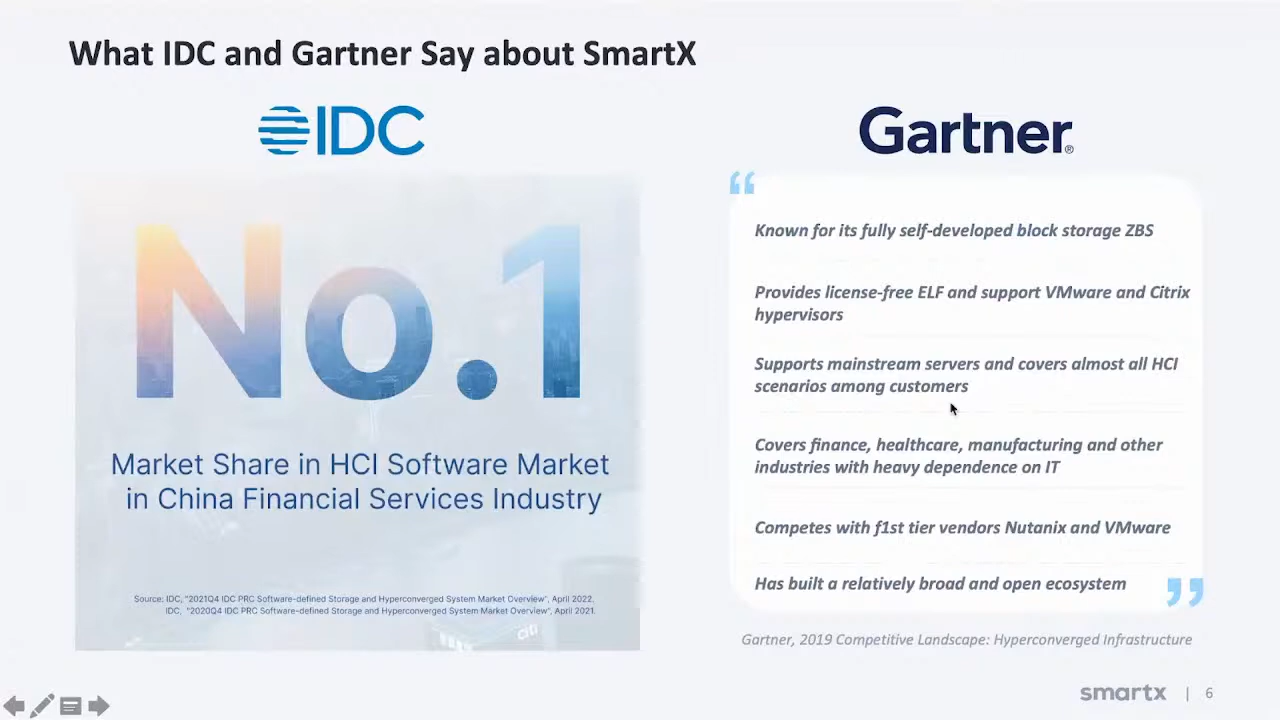 What IDC and Gartner Say about SmartX
IDC
No.1
Market Share in HCI Software Market
in China Financial Services Industry
Source: IDC, "2021Q4 IDC PRC Software-defined Storage and Hyperconverged System Market Overview", April 2022.
IDC, "2020Q4 IDC PRC Software-defined Storage and Hyperconverged System Market Overview", April 2021.
citi
Gartner®
“
Known for its fully self-developed block storage ZBS
Provides license-free ELF and support VMware and Citrix
hypervisors
Supports mainstream servers and covers almost all HCI
scenarios among customers
Covers finance, healthcare, manufacturing and other
industries with heavy dependence on IT
Competes with f1st tier vendors Nutanix and VMware
Has built a relatively broad and open ecosystem
”
Gartner, 2019 Competitive Landscape: Hyperconverged Infrastructure
smartx | 6